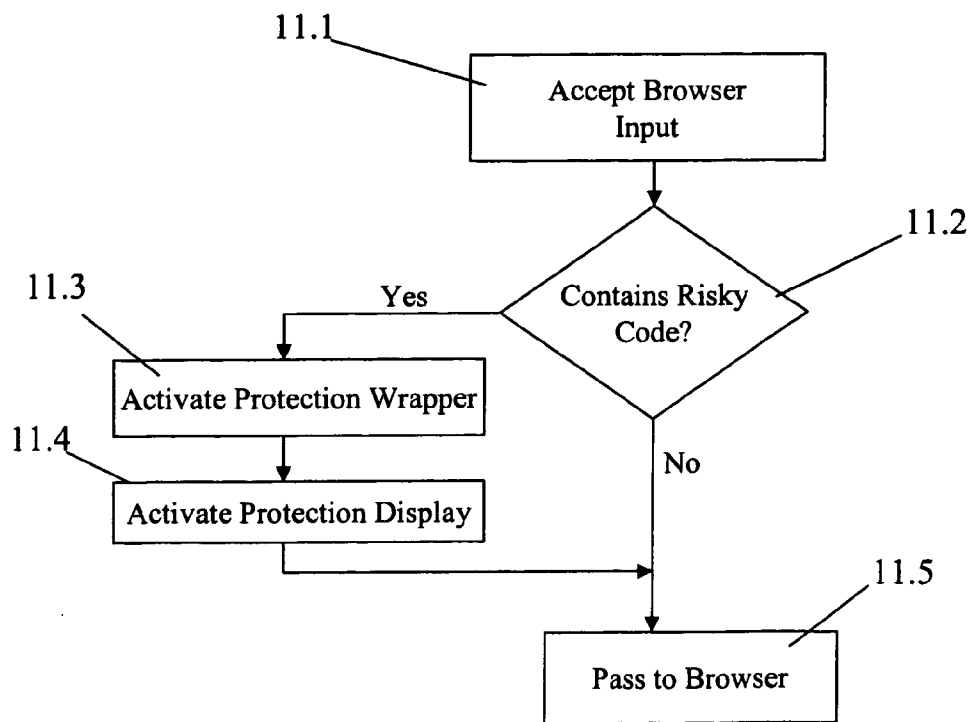 11.1
Accept Browser
Input
11.2
Contains Risky
Code?
Yes
11.3
Activate Protection Wrapper
11.4
Activate Protection Display
No
11.5
Pass to Browser